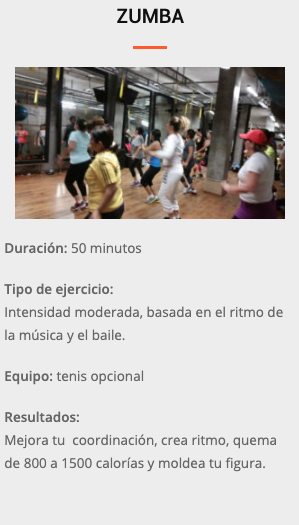 ZUMBA
Duración: 50 minutos
Tipo de ejercicio:
Intensidad moderada, basada en el ritmo de
la música y el baile.
Equipo: tenis opcional
Resultados:
Mejora tu  coordinación, crea ritmo, quema
de 800 a 1500 calorías y moldea tu figura.